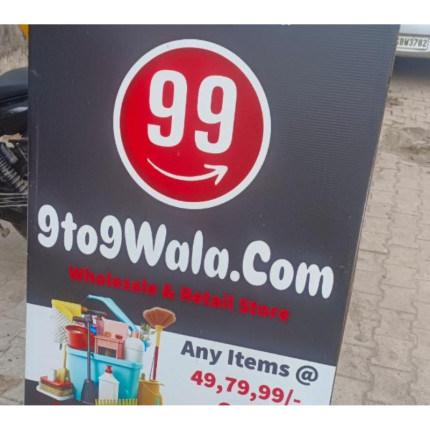 99
9to9Wala.Com
Wholesale & Retail Store
Any Items @
49,79,99/-